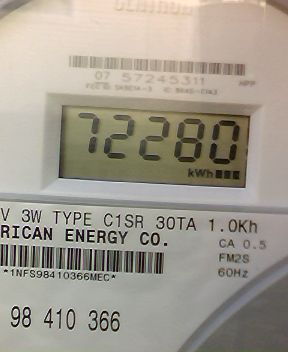 07 57245311
72280
kWh
V 3W TYPE C1SR 30TA 1.0Kh
RICAN ENERGY CO.
CA 0.5
FM2S
60Hz
*1NFS98410366MEC*
98 410 366